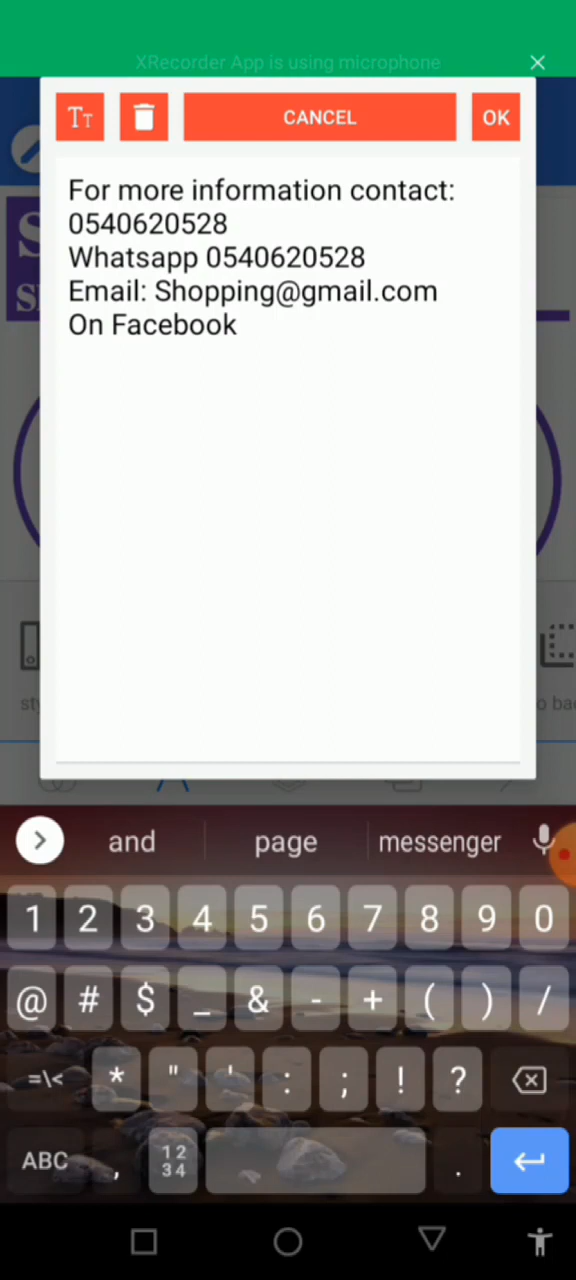 XRecorder App is using microphone
TT
CANCEL
OK
For more information contact:
0540620528
Whatsapp 0540620528
Email: Shopping@gmail.com
On Facebook
and page messenger
1 2 3 4 5 6 7 8 9 0
@ # $ _ & - + ( ) /
=\< * " ' : ; ! ?
ABC , 12 34 .